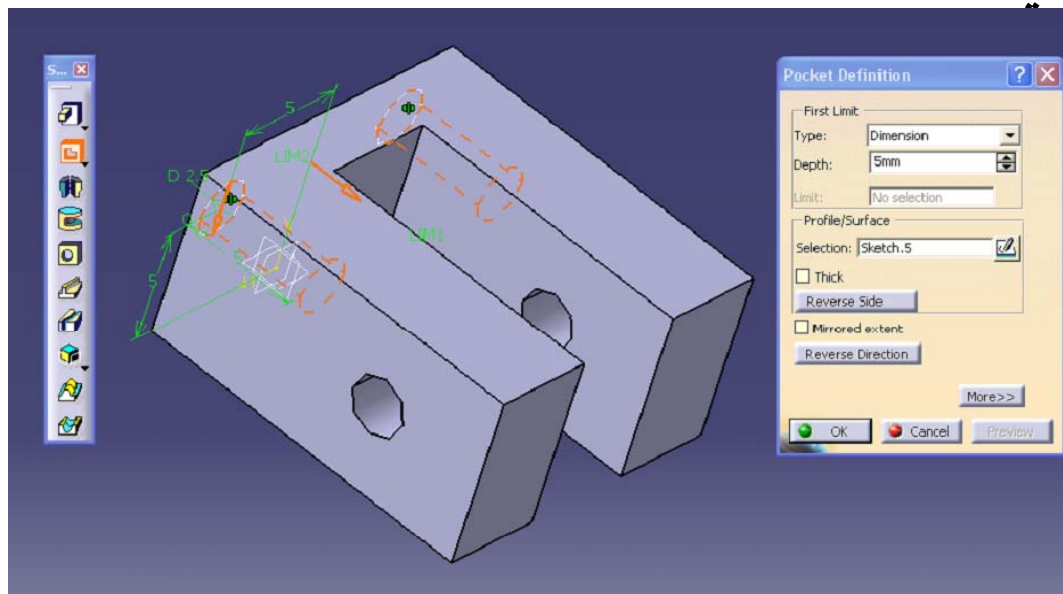 S...
5
LIM2
D 2.5
LIM1
5
5
Pocket Definition
First Limit
Type: Dimension
Depth: 5mm
Limit: No selection
Profile/Surface
Selection: Sketch.5
Thick
Reverse Side
Mirrored extent
Reverse Direction
More>>
OK Cancel Preview